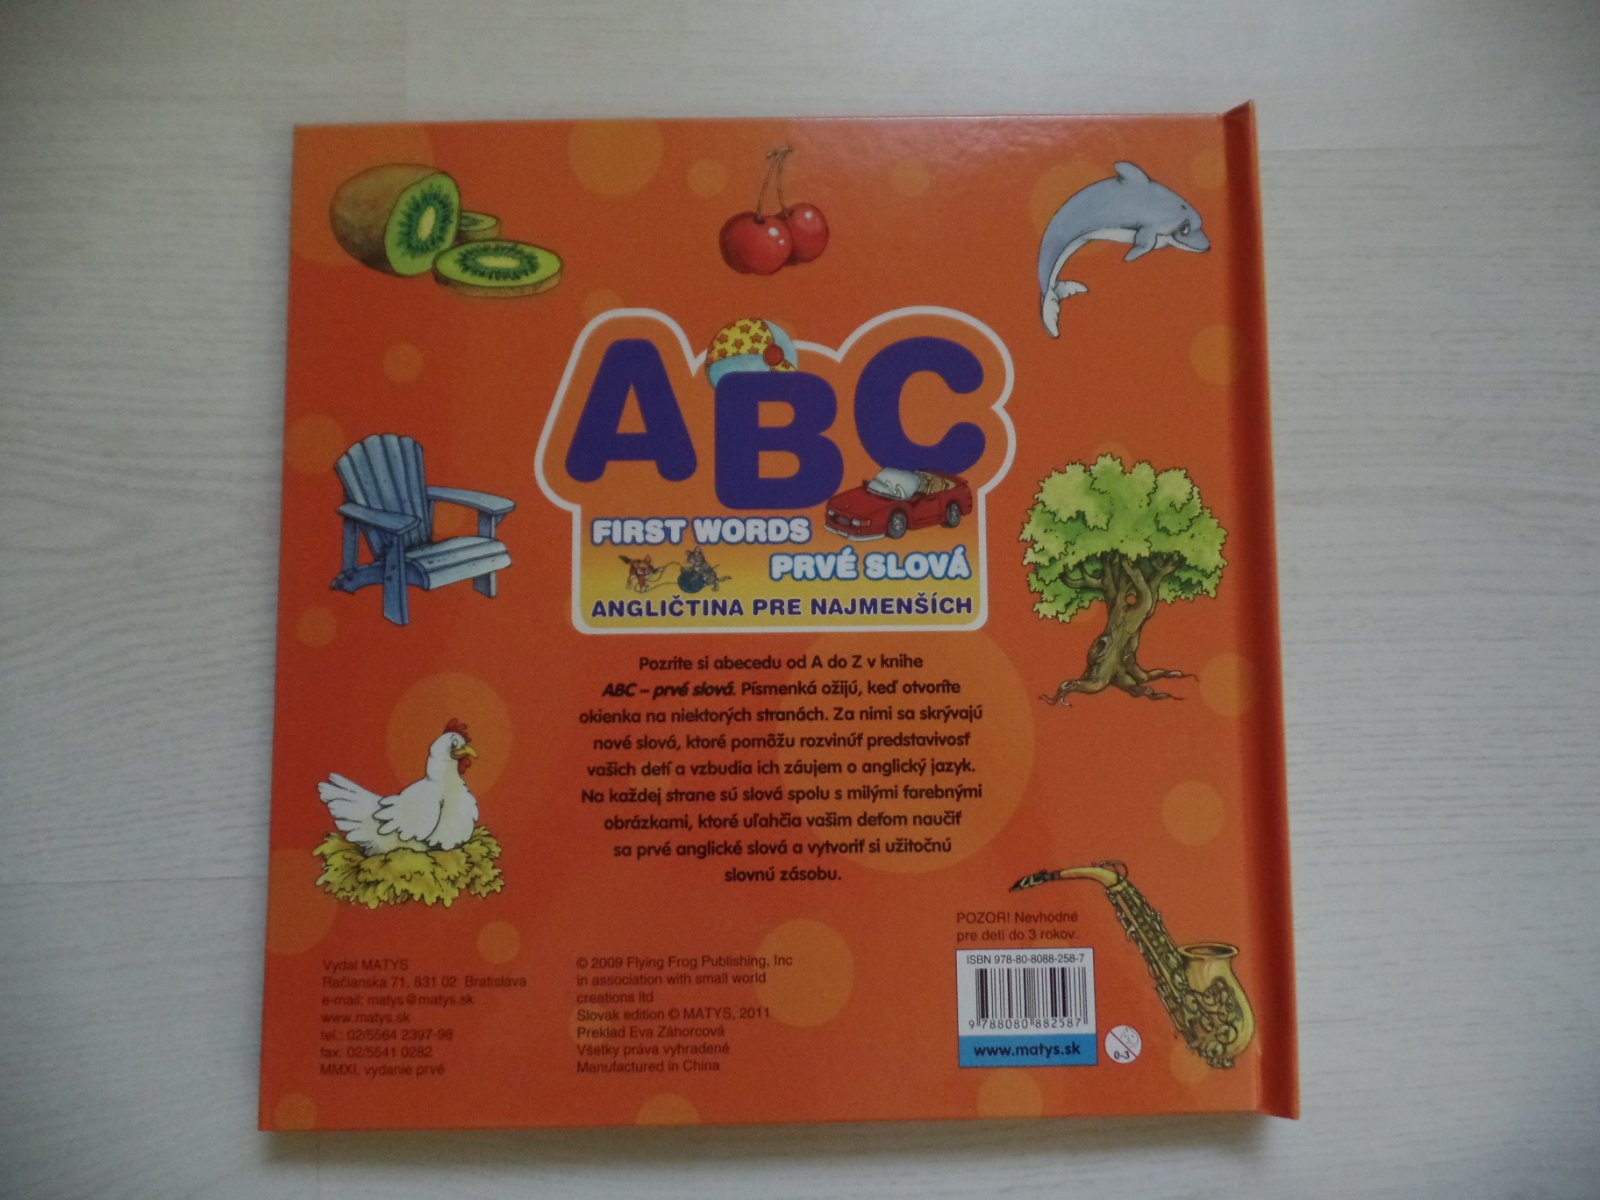 ABC
FIRST WORDS
PRVÉ SLOVÁ
ANGLIČTINA PRE NAJMENŠÍCH
Pozrite si abecedu od A do Z v knihe
ABC – prvé slová. Písmenká ožijú, keď otvoríte
okienka na niektorých stranách. Za nimi sa skrývajú
nové slová, ktoré pomôžu rozvinúť predstavivosť
vašich detí a vzbudia ich záujem o anglický jazyk.
Na každej strane sú slová spolu s milými farebnými
obrázkami, ktoré uľahčia vašim deťom naučiť
sa prvé anglické slová a vytvoriť si užitočnú
slovnú zásobu.
Vydal MATYS
Račianska 71, 831 02 Bratislava
e-mail: matys@matys.sk
www.matys.sk
tel.: 02/5564 2397-98
fax: 02/5541 0282
MMXI, vydanie prvé
© 2009 Flying Frog Publishing, Inc
in association with small world
creations ltd
Slovak edition © MATYS, 2011
Preklad Eva Záhorcová
Všetky práva vyhradené
Manufactured in China
POZOR! Nevhodné
pre deti do 3 rokov.
ISBN 978-80-8088-258-7
9 788080 882587
www.matys.sk
0-3